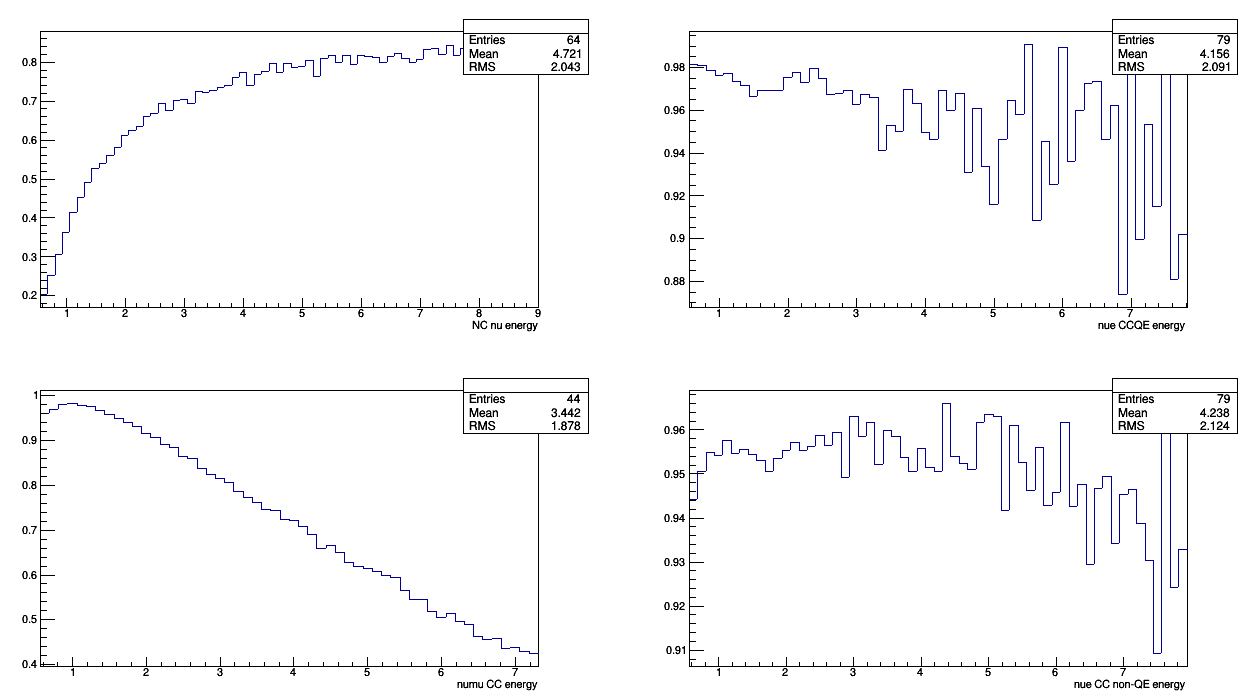 Entries 64
Mean 4.721
RMS 2.043
0.8
0.7
0.6
0.5
0.4
0.3
0.2
1 2 3 4 5 6 7 8 9
NC nu energy
Entries 79
Mean 4.156
RMS 2.091
0.98
0.96
0.94
0.92
0.9
0.88
1 2 3 4 5 6 7
nue CCQE energy
Entries 44
Mean 3.442
RMS 1.878
1
0.9
0.8
0.7
0.6
0.5
0.4
1 2 3 4 5 6 7
numu CC energy
Entries 79
Mean 4.238
RMS 2.124
0.96
0.95
0.94
0.93
0.92
0.91
1 2 3 4 5 6 7
nue CC non-QE energy